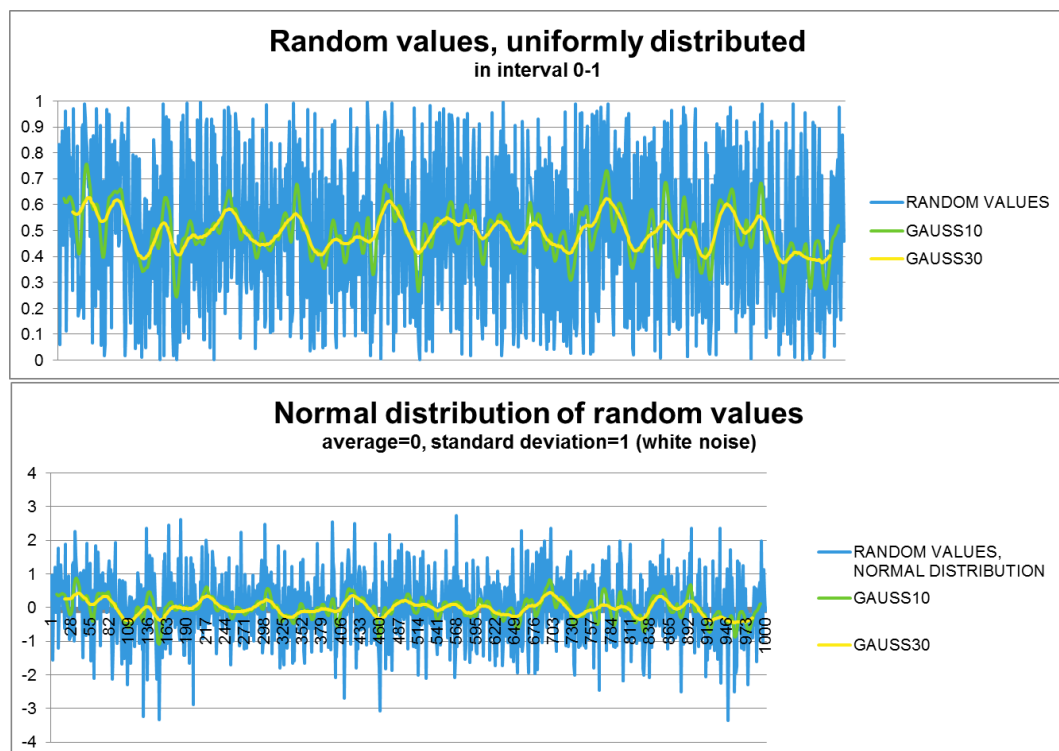 Random values, uniformly distributed
in interval 0-1
1
0.9
0.8
0.7
0.6
0.5
0.4
0.3
0.2
0.1
0
RANDOM VALUES
GAUSS10
GAUSS30
Normal distribution of random values
average=0, standard deviation=1 (white noise)
4
3
2
1
0
-1
-2
-3
-4
1 28 55 82 109 136 163 190 217 244 271 298 325 352 379 406 433 460 487 514 541 568 595 622 649 676 703 730 757 784 811 838 865 892 919 946 973 1000
RANDOM VALUES,
NORMAL DISTRIBUTION
GAUSS10
GAUSS30